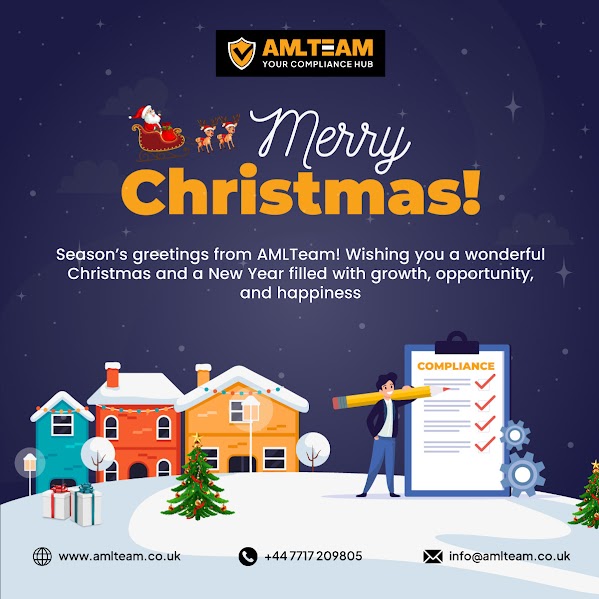 AMLTEAM
YOUR COMPLIANCE HUB
Merry
Christmas!
Season's greetings from AMLTeam! Wishing you a wonderful
Christmas and a New Year filled with growth, opportunity,
and happiness
COMPLIANCE
www.amlteam.co.uk
+44 7717 209805
info@amlteam.co.uk